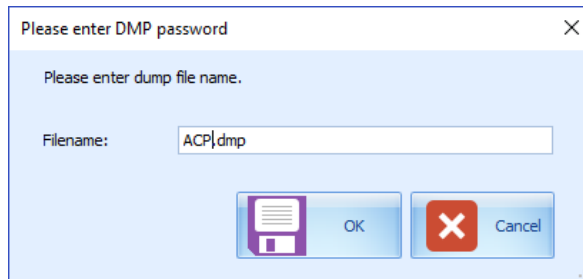 Please enter DMP password
Please enter dump file name.
Filename: ACP.dmp
OK Cancel